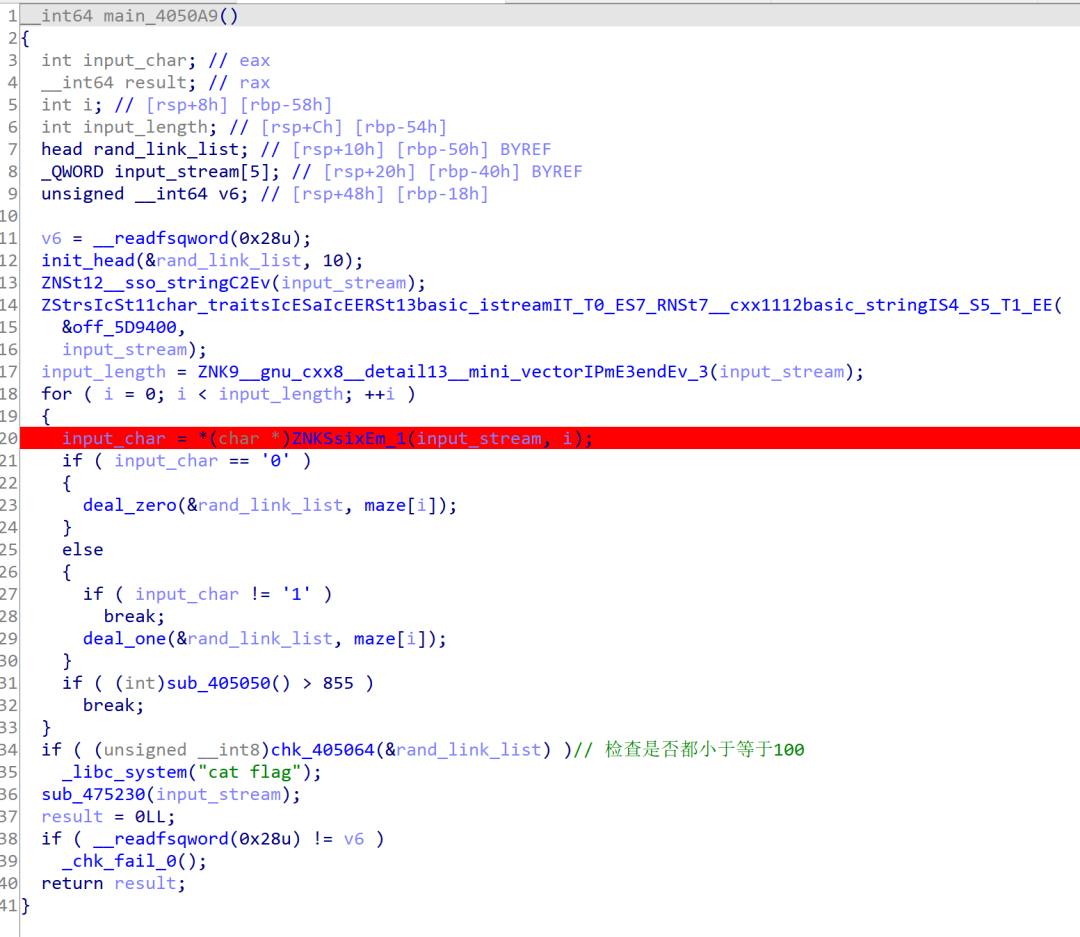 1 __int64 main_4050A9()
2 {
3 int input_char; // eax
4 __int64 result; // rax
5 int i; // [rsp+8h] [rbp-58h]
6 int input_length; // [rsp+Ch] [rbp-54h]
7 head rand_link_list; // [rsp+10h] [rbp-50h] BYREF
8 _QWORD input_stream[5]; // [rsp+20h] [rbp-40h] BYREF
9 unsigned __int64 v6; // [rsp+48h] [rbp-18h]
10
11 v6 = __readfsqword(0x28u);
12 init_head(&rand_link_list, 10);
13 ZNSt12__sso_stringC2Ev(input_stream);
14 ZStrsIcSt11char_traitsIcESaIcEERSt13basic_istreamIT_T0_ES7_RNSt7__cxx1112basic_stringIS4_S5_T1_EE(
15 &off_5D9400,
16 input_stream);
17 input_length = ZNK9__gnu_cxx8__detail13__mini_vectorIPmE3endEv_3(input_stream);
18 for ( i = 0; i < input_length; ++i )
19 {
20 input_char = *(char *)ZNKSsixEm_1(input_stream, i);
21 if ( input_char == '0' )
22 {
23 deal_zero(&rand_link_list, maze[i]);
24 }
25 else
26 {
27 if ( input_char != '1' )
28 break;
29 deal_one(&rand_link_list, maze[i]);
30 }
31 if ( (int)sub_405050() > 855 )
32 break;
33 }
34 if ( (unsigned __int8)chk_405064(&rand_link_list) )// 检查是否都小于等于100
35 _libc_system("cat flag");
36 sub_475230(input_stream);
37 result = 0LL;
38 if ( __readfsqword(0x28u) != v6 )
39 _chk_fail_0();
40 return result;
41 }